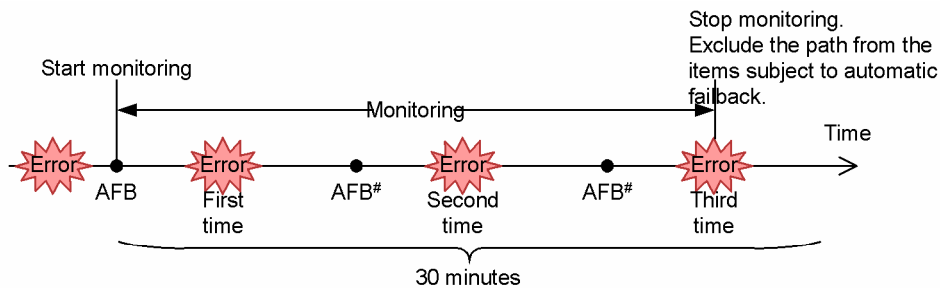 Stop monitoring.
Exclude the path from the
items subject to automatic
failback.
Start monitoring
Monitoring
Time
Error
Error
Error
Error
AFB
First
time
AFB#
Second
time
AFB#
Third
time
30 minutes